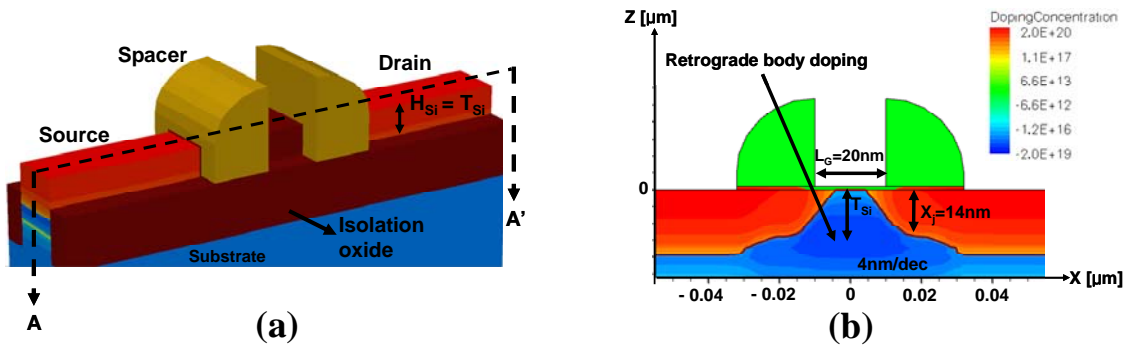 Spacer
Drain
H_Si = T_Si
Source
A'
Isolation
oxide
Substrate
A
(a)
Z [µm]
DopingConcentration
2.0E+20
1.1E+17
6.6E+13
-6.6E+12
-1.2E+16
-2.0E+19
Retrograde body doping
L_G=20nm
0
T_Si
X_j=14nm
4nm/dec
X [µm]
- 0.04
- 0.02
0
0.02
0.04
(b)